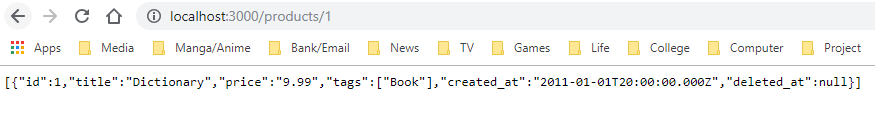 localhost:3000/products/1
Apps Media Manga/Anime Bank/Email News TV Games Life College Computer Project
[{"id":1,"title":"Dictionary","price":"9.99","tags":["Book"],"created_at":"2011-01-01T20:00:00.000Z","deleted_at":null}]